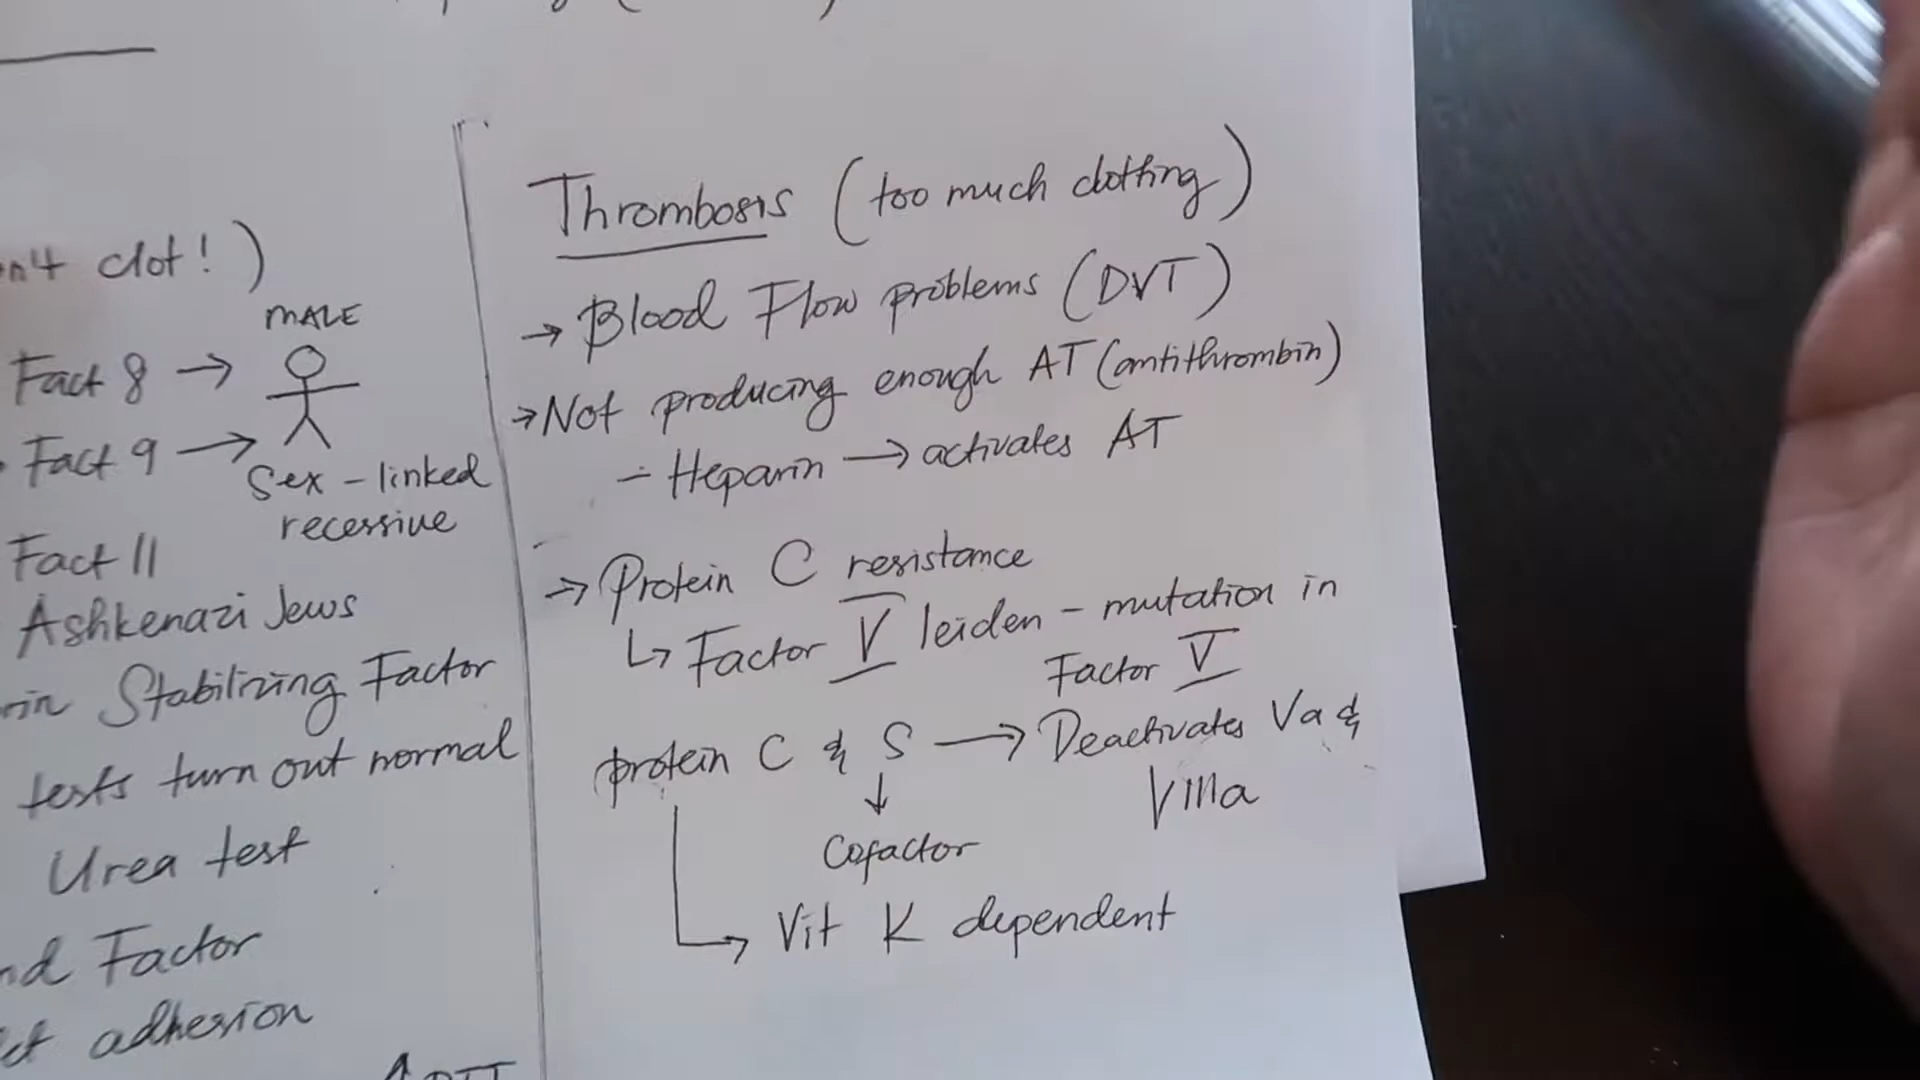 clot!)
MALE
Fact 8 →
Fact 9 →
Sex - linked
recessive
Fact 11
Ashkenazi Jews
Stabilizing Factor
tests turn out normal
Urea test
Factor
adhesion
Thrombosis (too much clotting)
→ Blood Flow problems (DVT)
→ Not producing enough AT (antithrombin)
- Heparin → activates AT
→ Protein C resistance
↳ Factor V leiden - mutation in
Factor V
protein C & S → Deactivates Va &
VIIIa
↓
Cofactor
→ Vit K dependent